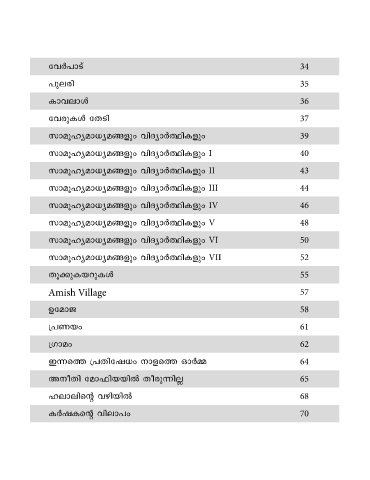 വേർപാട് 34
പുലരി 35
കാവലാൾ 36
വേരുകൾ തേടി 37
സാമൂഹ്യമാധ്യമങ്ങളും വിദ്യാർത്ഥികളും 39
സാമൂഹ്യമാധ്യമങ്ങളും വിദ്യാർത്ഥികളും I 40
സാമൂഹ്യമാധ്യമങ്ങളും വിദ്യാർത്ഥികളും II 43
സാമൂഹ്യമാധ്യമങ്ങളും വിദ്യാർത്ഥികളും III 44
സാമൂഹ്യമാധ്യമങ്ങളും വിദ്യാർത്ഥികളും IV 46
സാമൂഹ്യമാധ്യമങ്ങളും വിദ്യാർത്ഥികളും V 48
സാമൂഹ്യമാധ്യമങ്ങളും വിദ്യാർത്ഥികളും VI 50
സാമൂഹ്യമാധ്യമങ്ങളും വിദ്യാർത്ഥികളും VII 52
തൂക്കുകയറുകൾ 55
Amish Village 57
ഉമോജ 58
പ്രണയം 61
ഗ്രാമം 62
ഇന്നത്തെ പ്രതിഷേധം നാളത്തെ ഓർമ്മ 64
അനീതി മോഫിയയിൽ തീരുന്നില്ല 65
ഹലാലിന്റെ വഴിയിൽ 68
കർഷകന്റെ വിലാപം 70